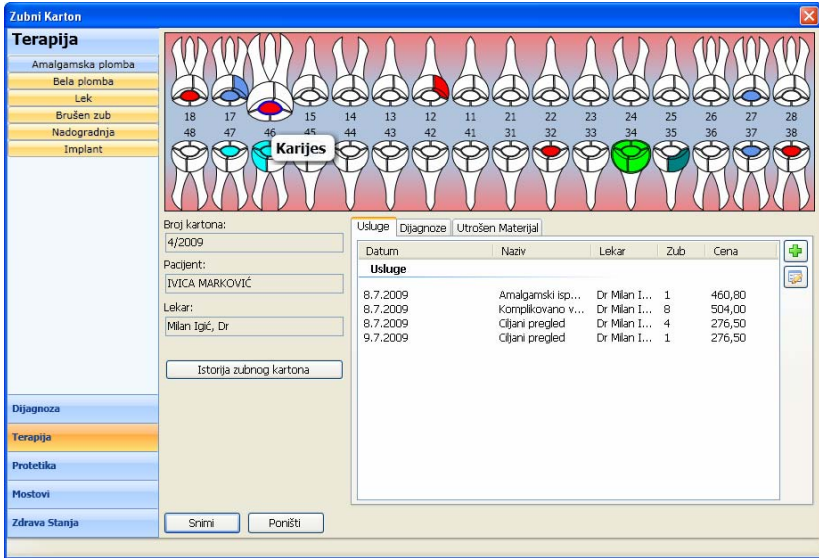 Zubni Karton
Terapija
Amalgamska plomba
Bela plomba
Lek
Brušen zub
Nadogradnja
Implant
18 17 15 14 13 12 11 21 22 23 24 25 26 27 28
48 47 46 45 44 43 42 41 31 32 33 34 35 36 37 38
Karijes
Broj kartona:
4/2009
Pacijent:
IVICA MARKOVIĆ
Lekar:
Milan Igić, Dr
Istorija zubnog kartona
Usluge Dijagnoze Utrošen Materijal
Datum Naziv Lekar Zub Cena
Usluge
8.7.2009 Amalgamski isp... Dr Milan I... 1 460,80
8.7.2009 Komplikovano v... Dr Milan I... 8 504,00
8.7.2009 Ciljani pregled Dr Milan I... 4 276,50
9.7.2009 Ciljani pregled Dr Milan I... 1 276,50
Dijagnoza
Terapija
Protetika
Mostovi
Zdrava Stanja
Snimi Poništi